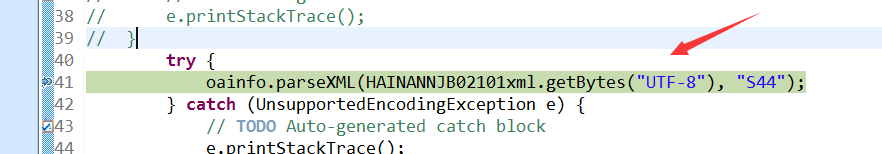 38 // e.printStackTrace();
39 // }
40 try {
41 oainfo.parseXML(HAINANNJB02101xml.getBytes("UTF-8"), "S44");
42 } catch (UnsupportedEncodingException e) {
43 // TODO Auto-generated catch block
44 e.printStackTrace();